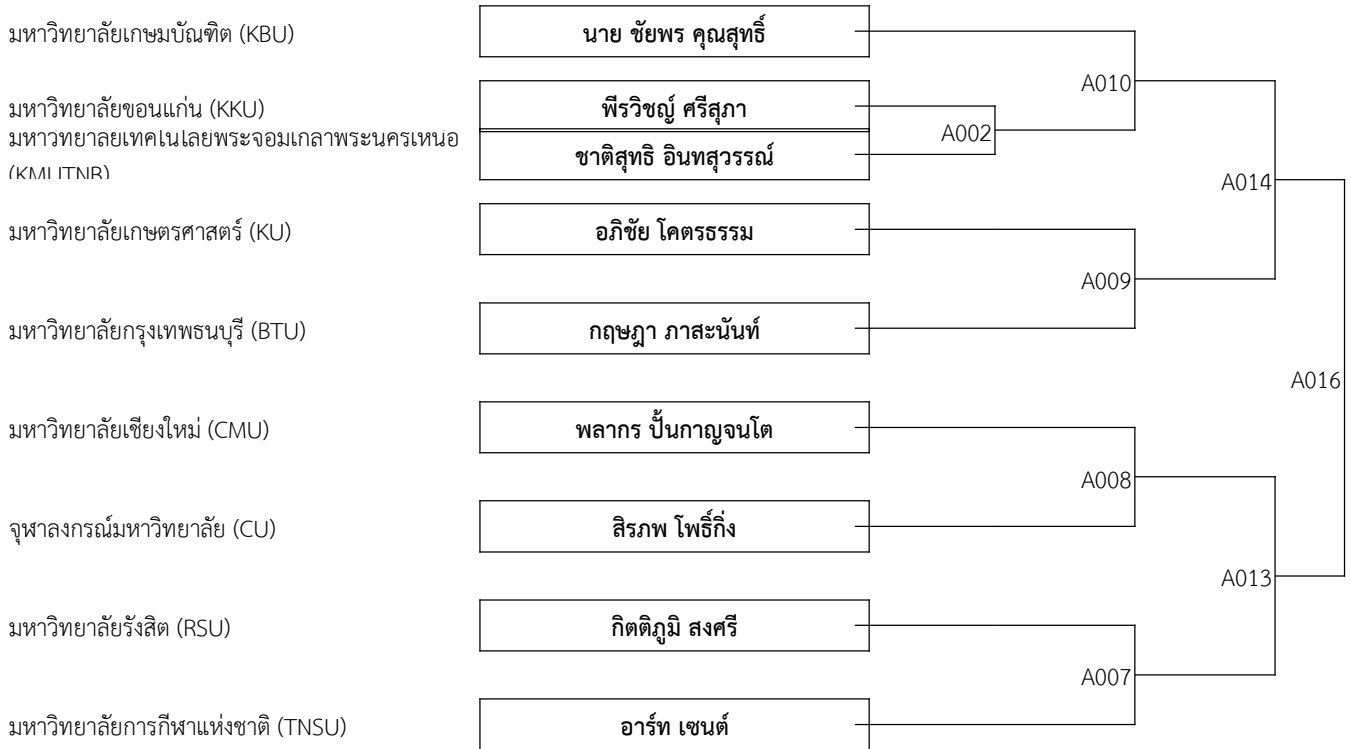 มหาวิทยาลัยเกษมบัณฑิต (KBU)
นาย ชัยพร คุณสุทธิ์
A010
มหาวิทยาลัยขอนแก่น (KKU)
พีรวิชญ์ ศรีสุภา
A002
มหาวิทยาลัยเทคโนโลยีพระจอมเกล้าพระนครเหนือ
(KMUTNB)
ชาติสุทธิ อินทสุวรรณ์
A014
มหาวิทยาลัยเกษตรศาสตร์ (KU)
อภิชัย โคตรธรรม
A009
มหาวิทยาลัยกรุงเทพธนบุรี (BTU)
กฤษฎา ภาสะนันท์
A016
มหาวิทยาลัยเชียงใหม่ (CMU)
พลากร ปั้นกาญจนโต
A008
จุฬาลงกรณ์มหาวิทยาลัย (CU)
สิรภพ โพธิ์กิ่ง
A013
มหาวิทยาลัยรังสิต (RSU)
กิตติภูมิ สงศรี
A007
มหาวิทยาลัยการกีฬาแห่งชาติ (TNSU)
อาร์ท เซนต์